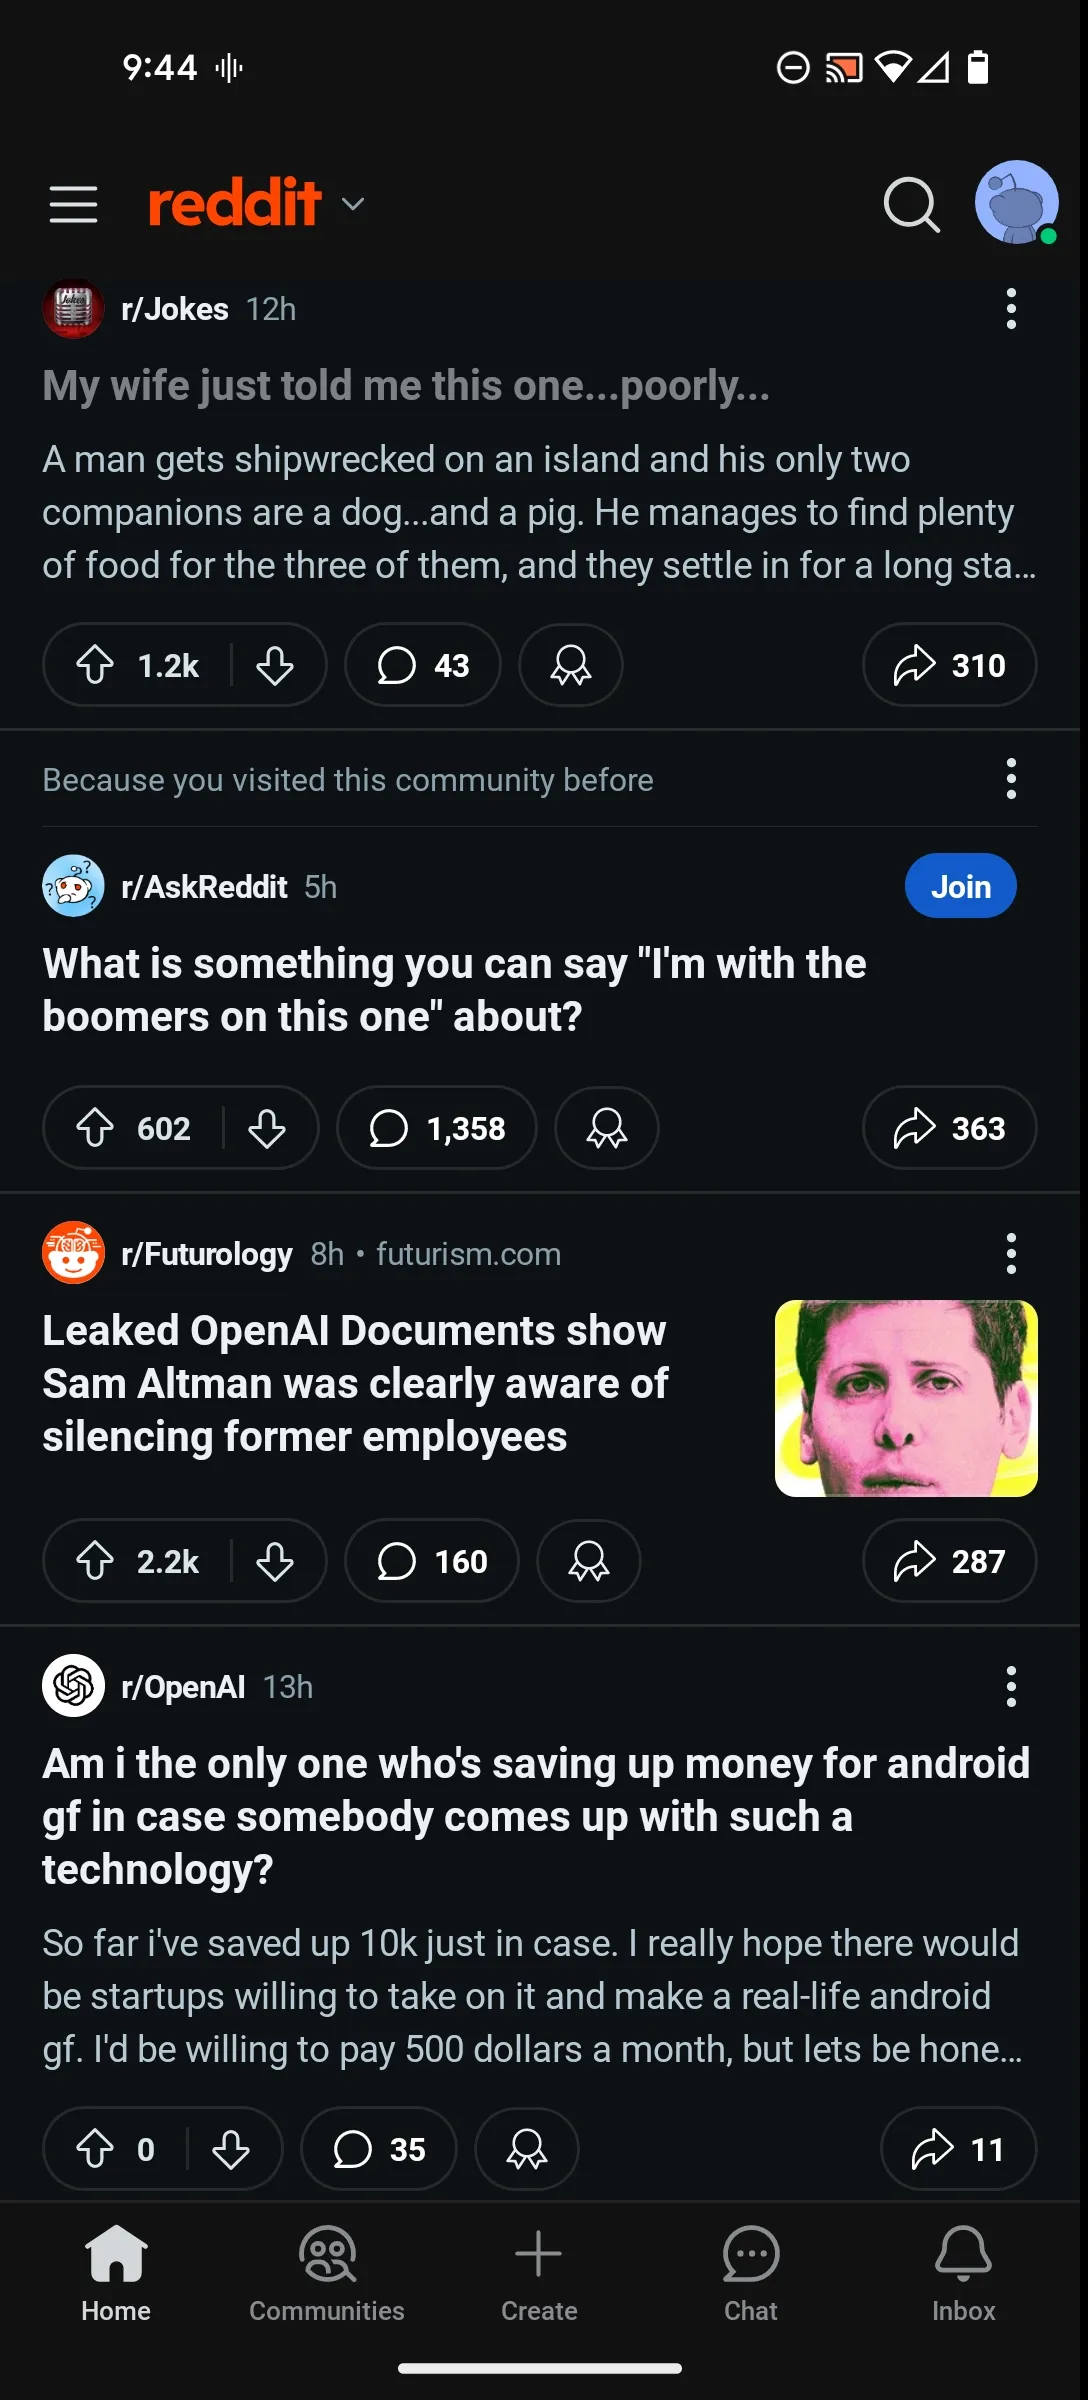 9:44
reddit
r/Jokes 12h
My wife just told me this one...poorly...
A man gets shipwrecked on an island and his only two
companions are a dog...and a pig. He manages to find plenty
of food for the three of them, and they settle in for a long sta...
1.2k 43 310
Because you visited this community before
r/AskReddit 5h Join
What is something you can say "I'm with the
boomers on this one" about?
602 1,358 363
r/Futurology 8h • futurism.com
Leaked OpenAI Documents show
Sam Altman was clearly aware of
silencing former employees
2.2k 160 287
r/OpenAI 13h
Am i the only one who's saving up money for android
gf in case somebody comes up with such a
technology?
So far i've saved up 10k just in case. I really hope there would
be startups willing to take on it and make a real-life android
gf. I'd be willing to pay 500 dollars a month, but lets be hone...
0 35 11
Home Communities Create Chat Inbox